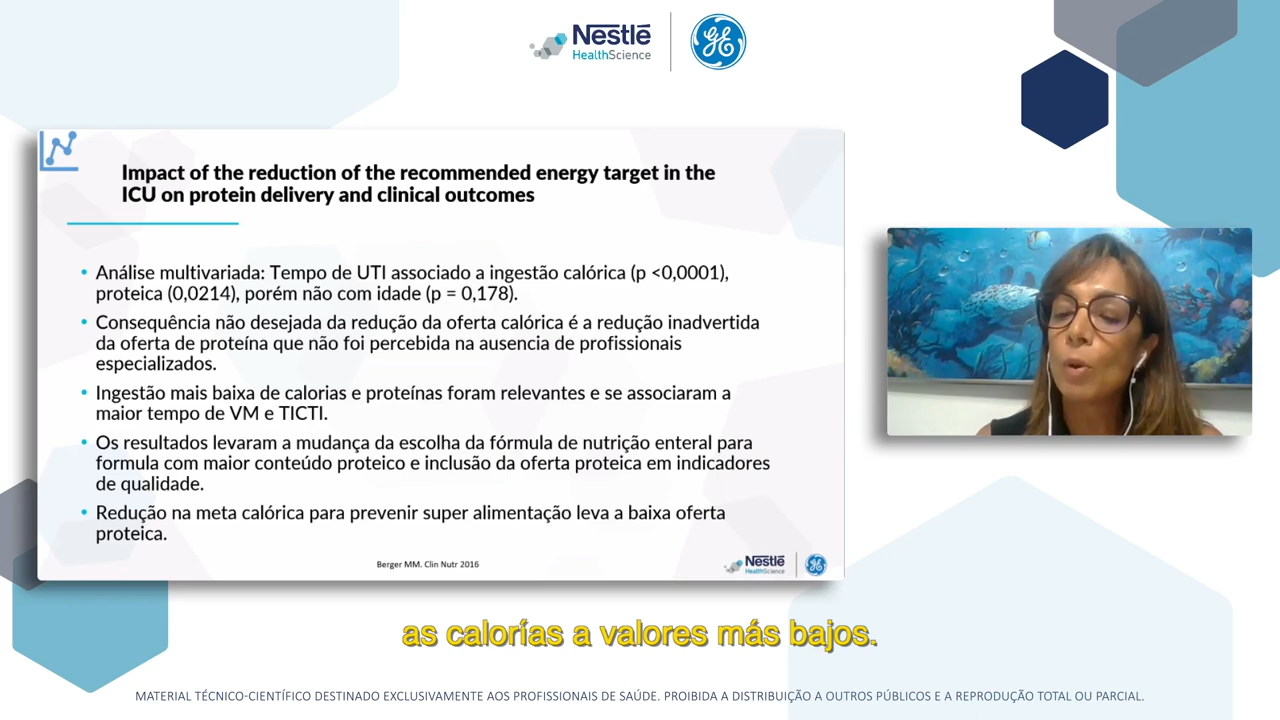 Nestlé
HealthScience
GE
Impact of the reduction of the recommended energy target in the
ICU on protein delivery and clinical outcomes
• Análise multivariada: Tempo de UTI associado a ingestão calórica (p <0,0001),
proteica (0,0214), porém não com idade (p = 0,178).
• Consequência não desejada da redução da oferta calórica é a redução inadvertida
da oferta de proteína que não foi percebida na ausencia de profissionais
especializados.
• Ingestão mais baixa de calorias e proteínas foram relevantes e se associaram a
maior tempo de VM e TICTI.
• Os resultados levaram a mudança da escolha da fórmula de nutrição enteral para
formula com maior conteúdo proteico e inclusão da oferta proteica em indicadores
de qualidade.
• Redução na meta calórica para prevenir super alimentação leva a baixa oferta
proteica.
Berger MM. Clin Nutr 2016
Nestlé
HealthScience
GE
as calorías a valores más bajos.
MATERIAL TÉCNICO-CIENTÍFICO DESTINADO EXCLUSIVAMENTE AOS PROFISSIONAIS DE SAÚDE. PROIBIDA A DISTRIBUIÇÃO A OUTROS PÚBLICOS E A REPRODUÇÃO TOTAL OU PARCIAL.